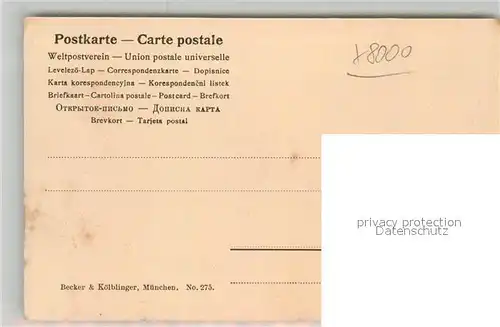 Postkarte — Carte postale
Weltpostverein — Union postale universelle
Levelező-Lap — Correspondenzkarte — Dopisnice
Karta korespondencyjna — Korespondenční lístek
Briefkaart – Cartolina postale – Postcard – Brefkort
Открытое-письмо — Дописна карта
Brevkort — Tarjeta postal
x8000
privacy protection
Datenschutz
Becker & Kölblinger, München. No. 275.